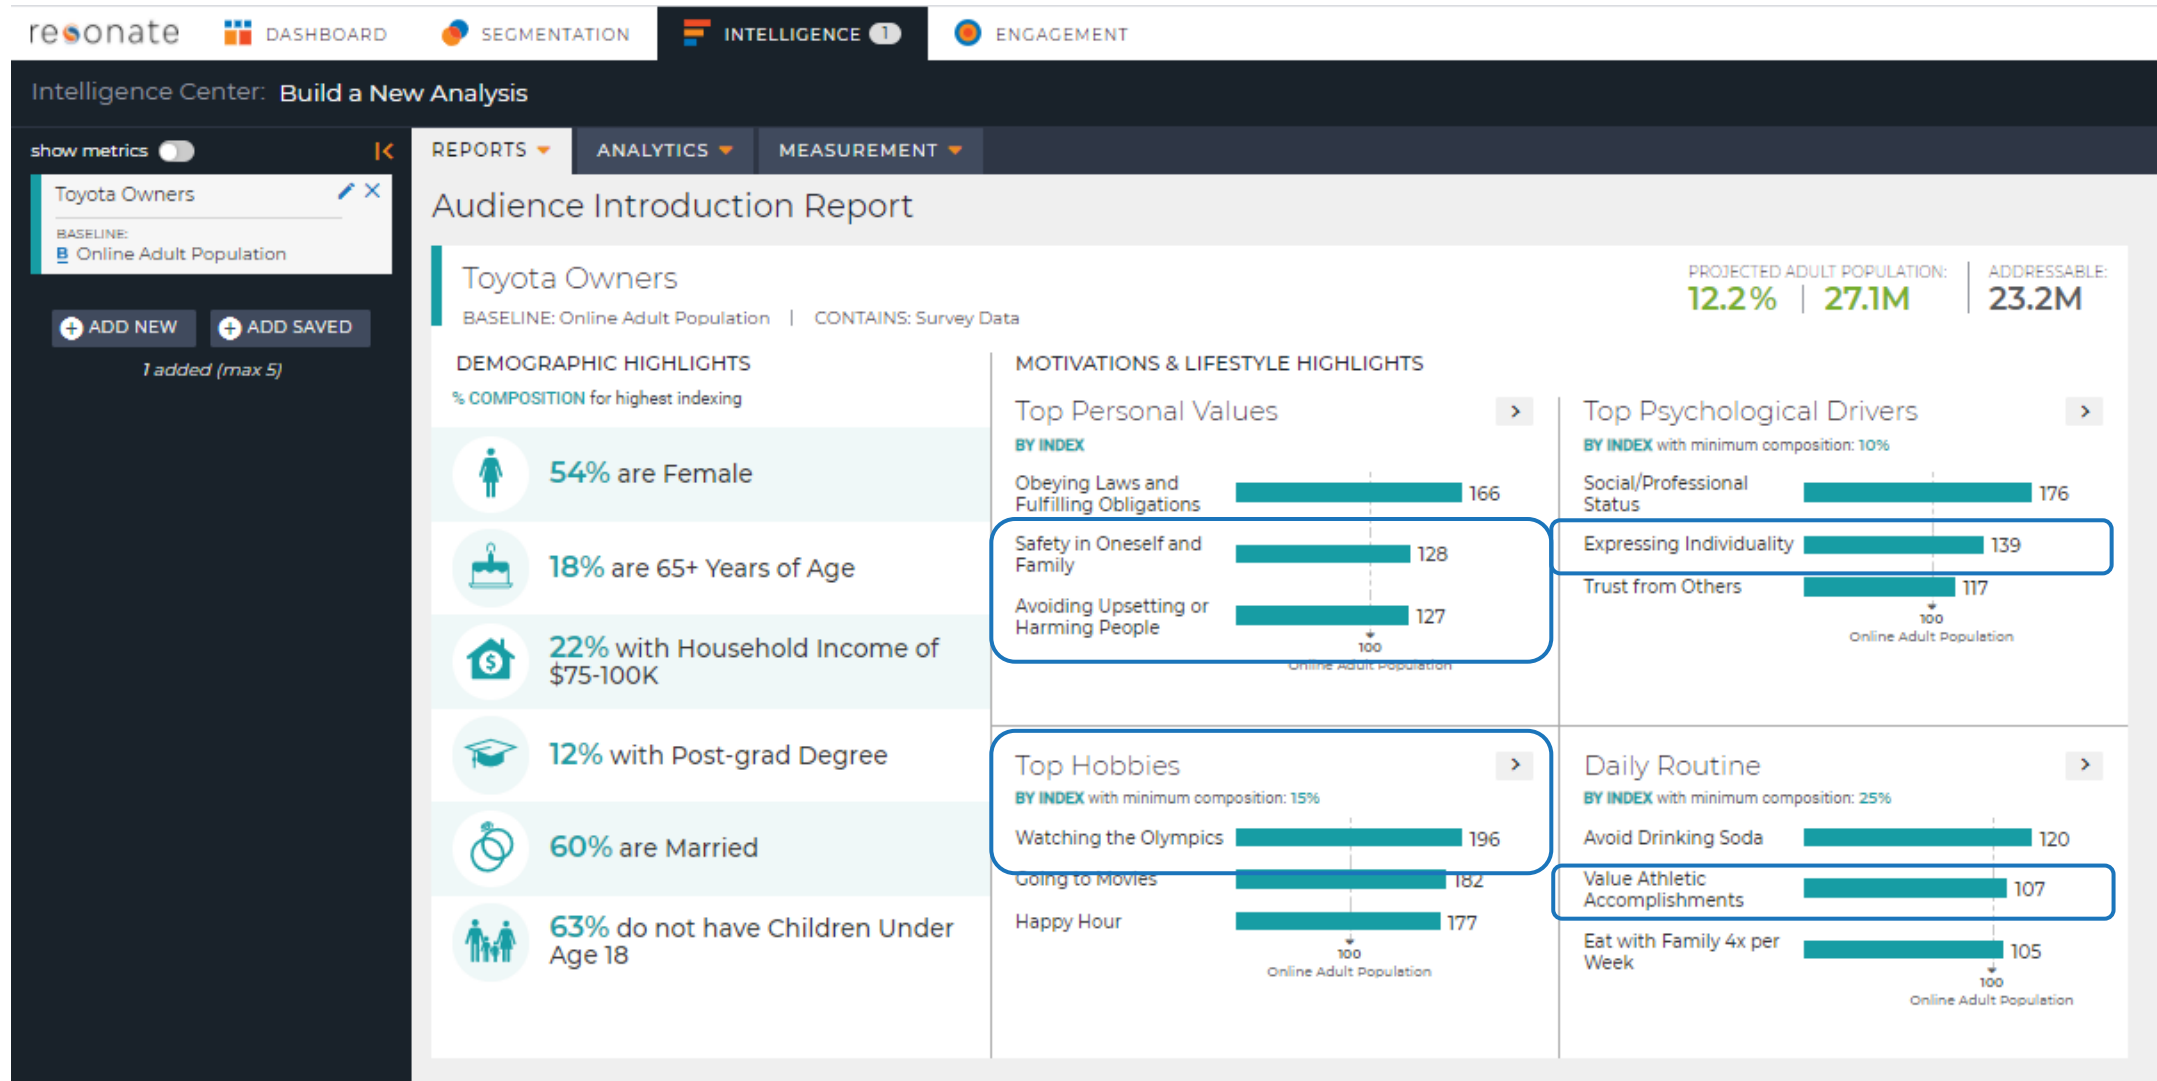 resonate
DASHBOARD
SEGMENTATION
INTELLIGENCE 1
ENGAGEMENT
Intelligence Center: Build a New Analysis
show metrics
Toyota Owners
BASELINE:
B Online Adult Population
ADD NEW
ADD SAVED
1 added (max 5)
REPORTS
ANALYTICS
MEASUREMENT
Audience Introduction Report
Toyota Owners
BASELINE: Online Adult Population | CONTAINS: Survey Data
PROJECTED ADULT POPULATION:
12.2% | 27.1M
ADDRESSABLE:
23.2M
DEMOGRAPHIC HIGHLIGHTS
% COMPOSITION for highest indexing
54% are Female
18% are 65+ Years of Age
22% with Household Income of
$75-100K
12% with Post-grad Degree
60% are Married
63% do not have Children Under
Age 18
MOTIVATIONS & LIFESTYLE HIGHLIGHTS
Top Personal Values
BY INDEX
Obeying Laws and
Fulfilling Obligations
166
Safety in Oneself and
Family
128
Avoiding Upsetting or
Harming People
127
100
Online Adult Population
Top Psychological Drivers
BY INDEX with minimum composition: 10%
Social/Professional
Status
176
Expressing Individuality
139
Trust from Others
117
100
Online Adult Population
Top Hobbies
BY INDEX with minimum composition: 15%
Watching the Olympics
196
Going to Movies
182
Happy Hour
177
100
Online Adult Population
Daily Routine
BY INDEX with minimum composition: 25%
Avoid Drinking Soda
120
Value Athletic
Accomplishments
107
Eat with Family 4x per
Week
105
100
Online Adult Population